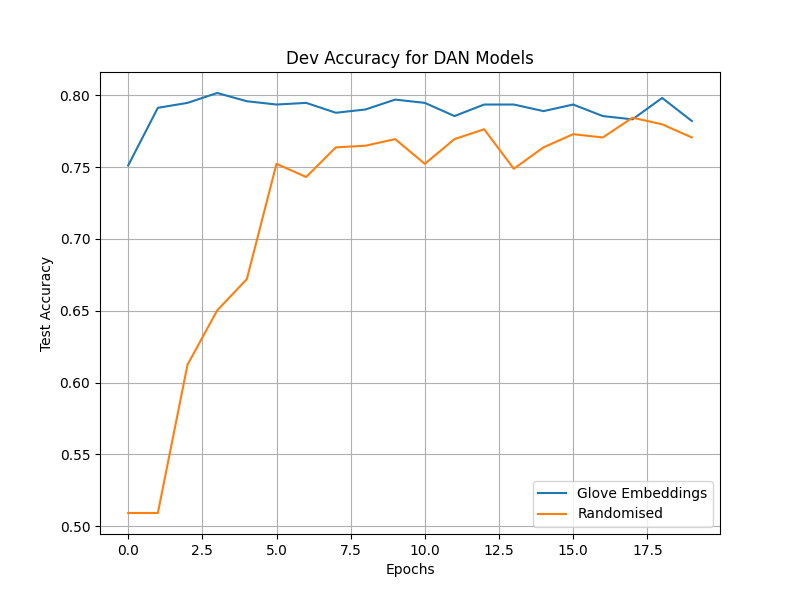 Dev Accuracy for DAN Models
Test Accuracy
0.80
0.75
0.70
0.65
0.60
0.55
0.50
Glove Embeddings
Randomised
0.0 2.5 5.0 7.5 10.0 12.5 15.0 17.5
Epochs